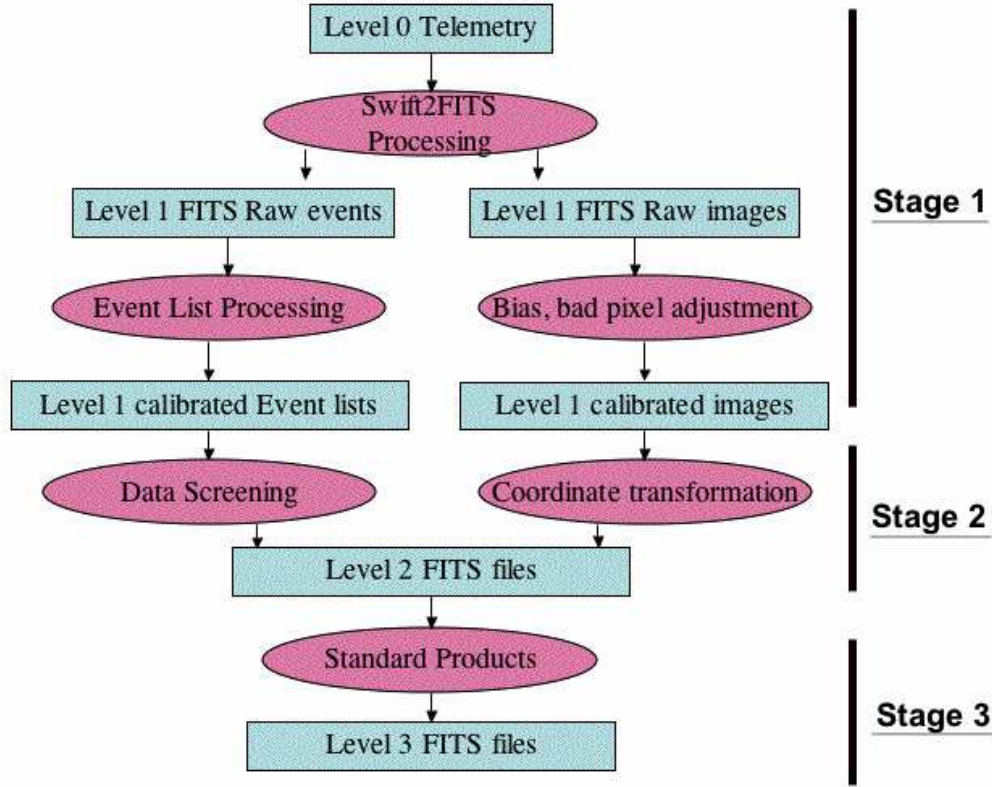 Level 0 Telemetry
Swift2FITS
Processing
Level 1 FITS Raw events
Level 1 FITS Raw images
Stage 1
Event List Processing
Bias, bad pixel adjustment
Level 1 calibrated Event lists
Level 1 calibrated images
Data Screening
Coordinate transformation
Stage 2
Level 2 FITS files
Standard Products
Stage 3
Level 3 FITS files